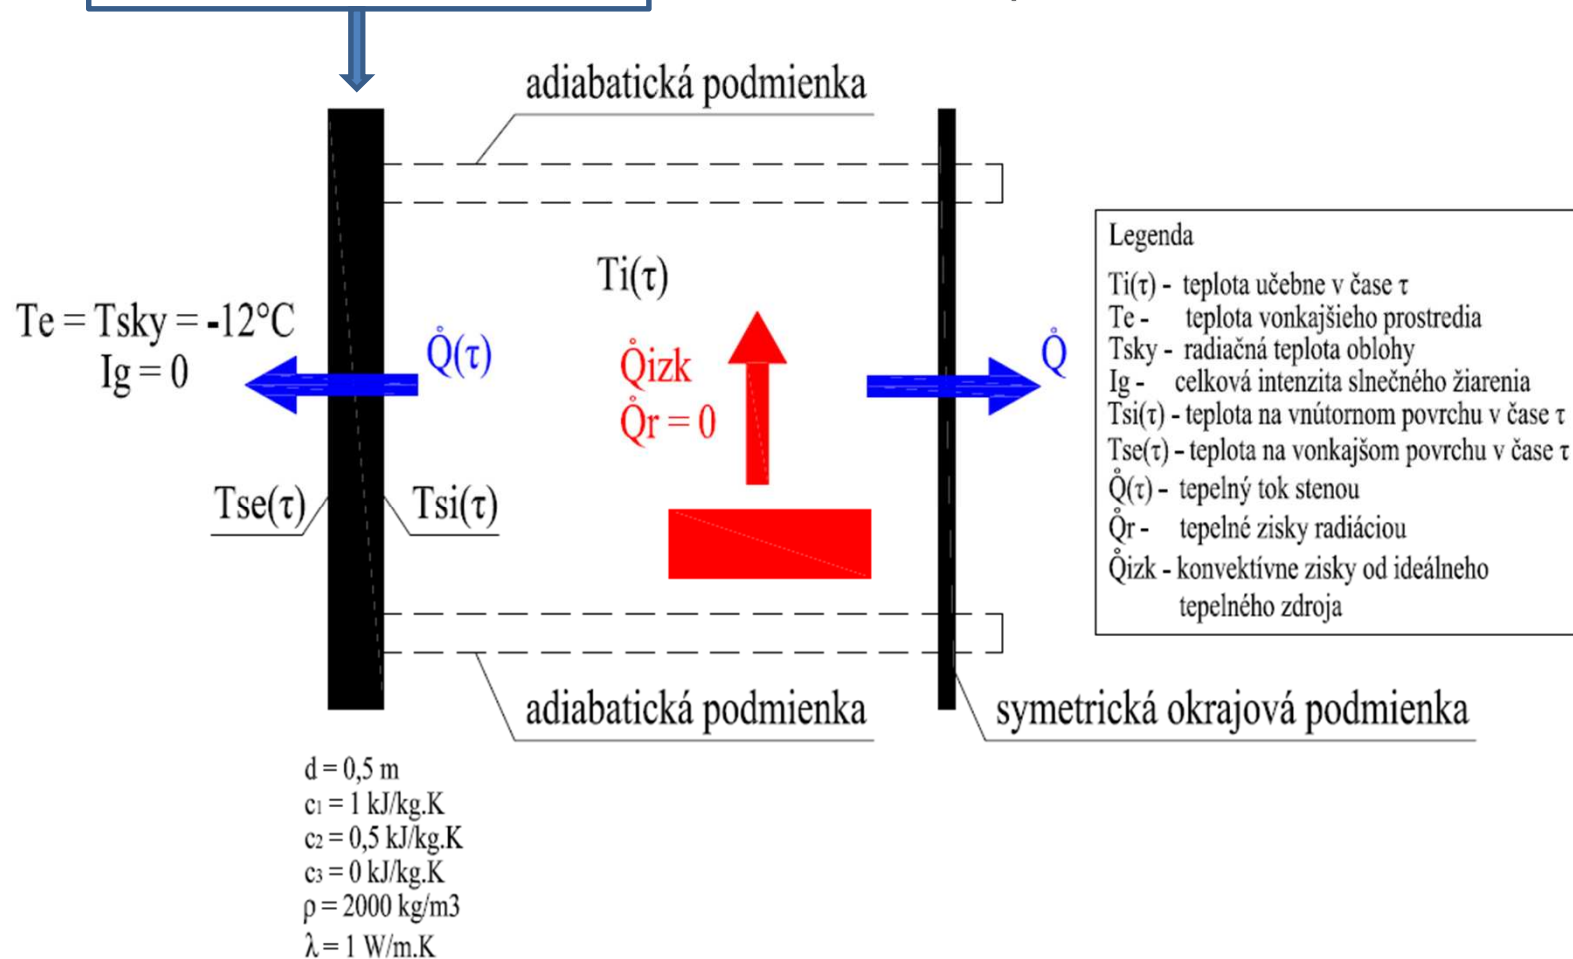 adiabatická podmienka
Ti(τ)
Te = Tsky = -12°C
Ig = 0
Q̊(τ)
Q̊izk
Q̊r = 0
Q̊
Tse(τ)
Tsi(τ)
adiabatická podmienka
symetrická okrajová podmienka
d = 0,5 m
c1 = 1 kJ/kg.K
c2 = 0,5 kJ/kg.K
c3 = 0 kJ/kg.K
ρ = 2000 kg/m3
λ = 1 W/m.K
Legenda
Ti(τ) - teplota učebne v čase τ
Te - teplota vonkajšieho prostredia
Tsky - radiačná teplota oblohy
Ig - celková intenzita slnečného žiarenia
Tsi(τ) - teplota na vnútornom povrchu v čase τ
Tse(τ) - teplota na vonkajšom povrchu v čase τ
Q̊(τ) - tepelný tok stenou
Q̊r - tepelné zisky radiáciou
Q̊izk - konvektívne zisky od ideálneho
tepelného zdroja